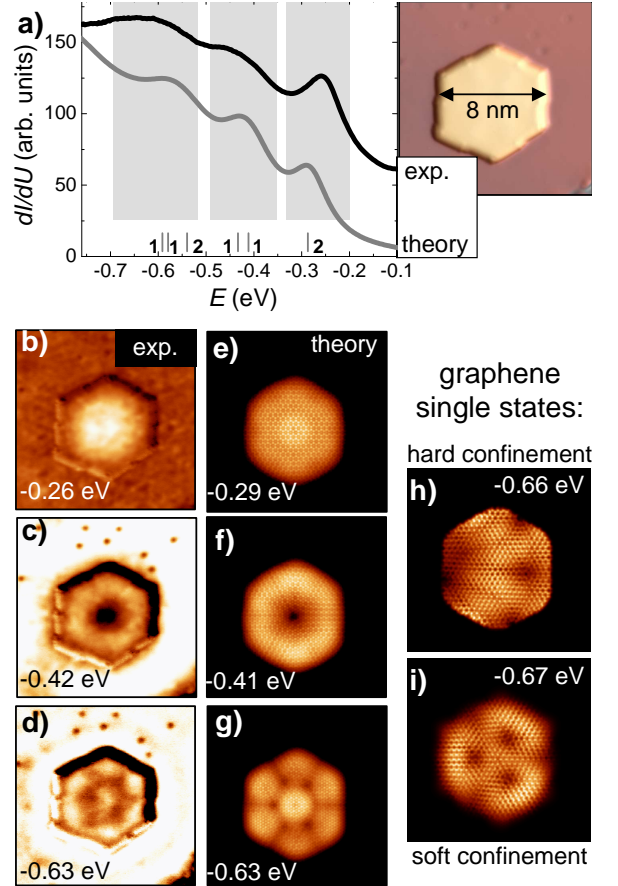 a)
dI/dU (arb. units)
150
125
100
75
50
25
0
1 1 2 1 1 2
-0.7 -0.6 -0.5 -0.4 -0.3 -0.2 -0.1
E (eV)
8 nm
exp.
theory
b) exp.
-0.26 eV
e) theory
-0.29 eV
c)
-0.42 eV
f)
-0.41 eV
d)
-0.63 eV
g)
-0.63 eV
graphene
single states:
hard confinement
h) -0.66 eV
i) -0.67 eV
soft confinement